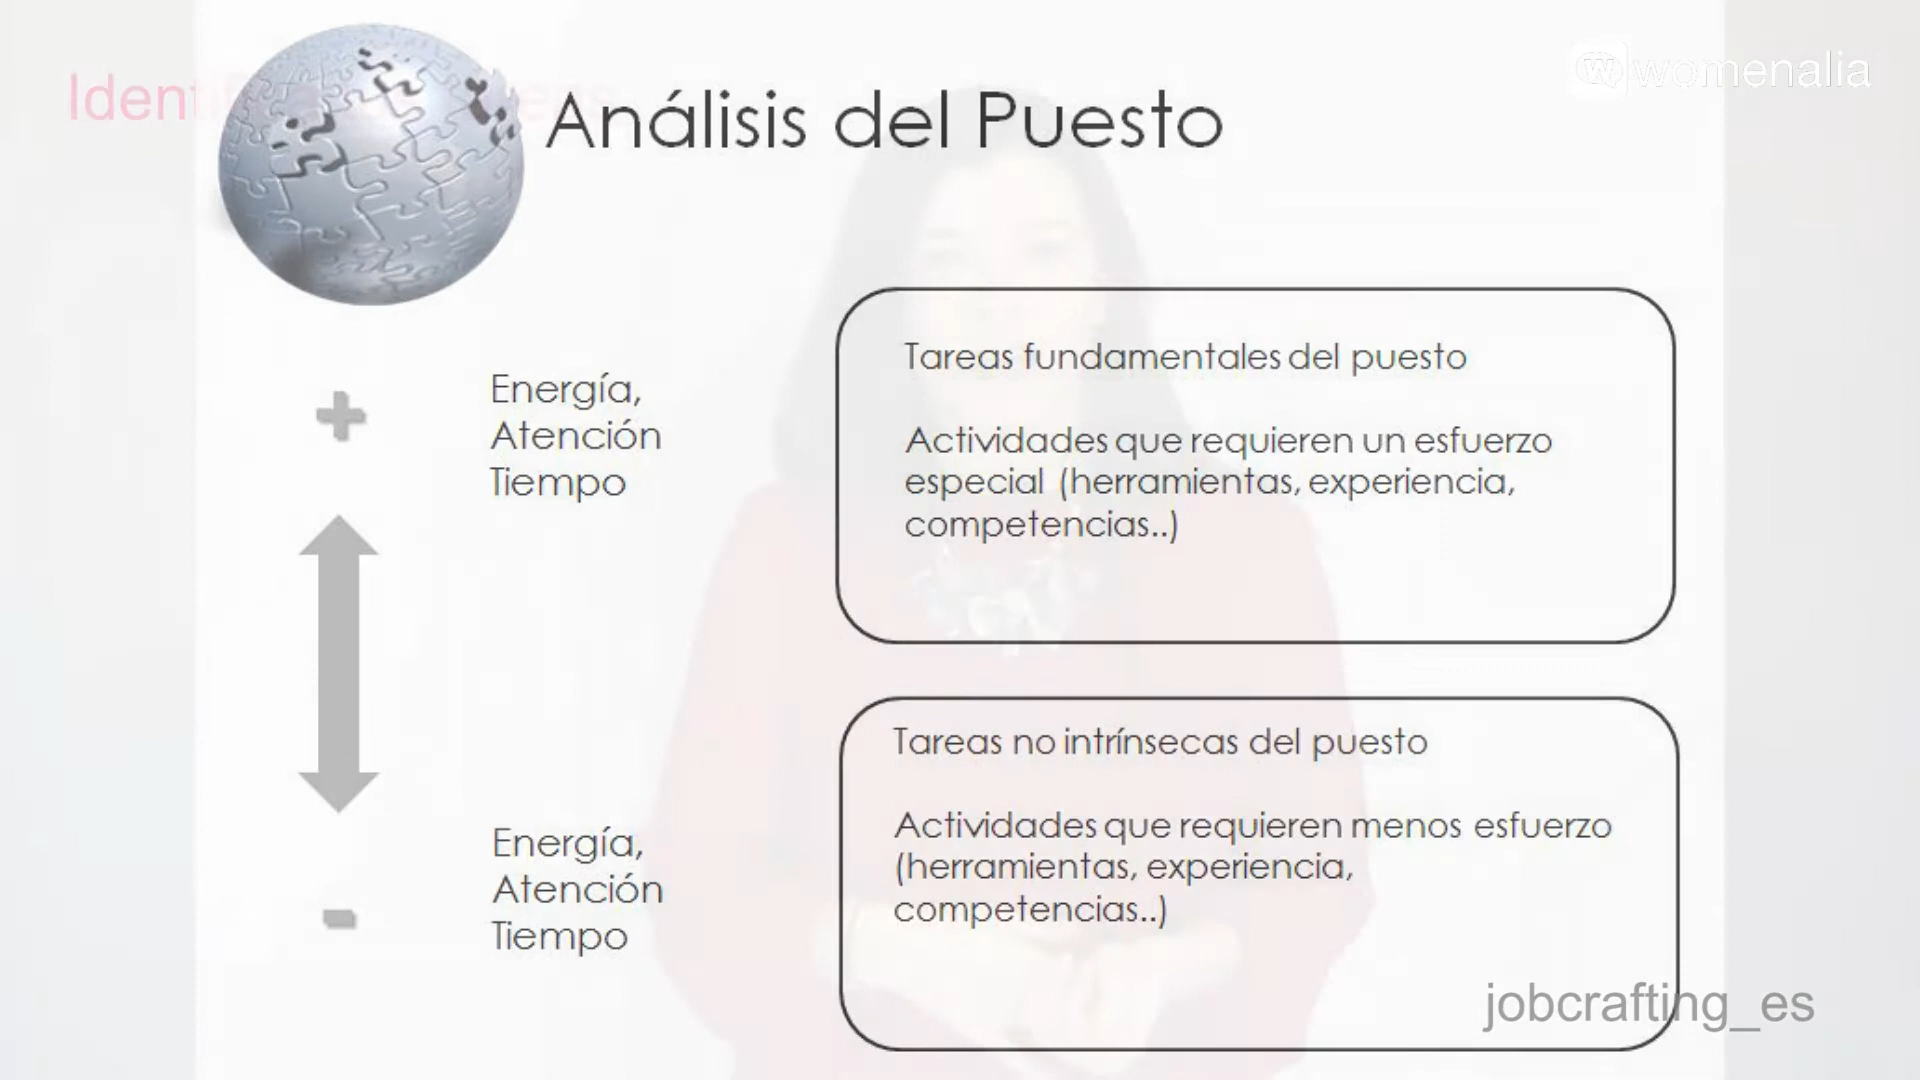 womenalia
Análisis del Puesto
+
Energía,
Atención
Tiempo
Tareas fundamentales del puesto
Actividades que requieren un esfuerzo
especial (herramientas, experiencia,
competencias..)
-
Energía,
Atención
Tiempo
Tareas no intrínsecas del puesto
Actividades que requieren menos esfuerzo
(herramientas, experiencia,
competencias..)
jobcrafting_es